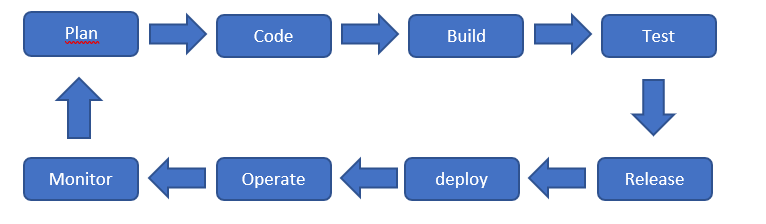 Plan
Code
Build
Test
Release
deploy
Operate
Monitor